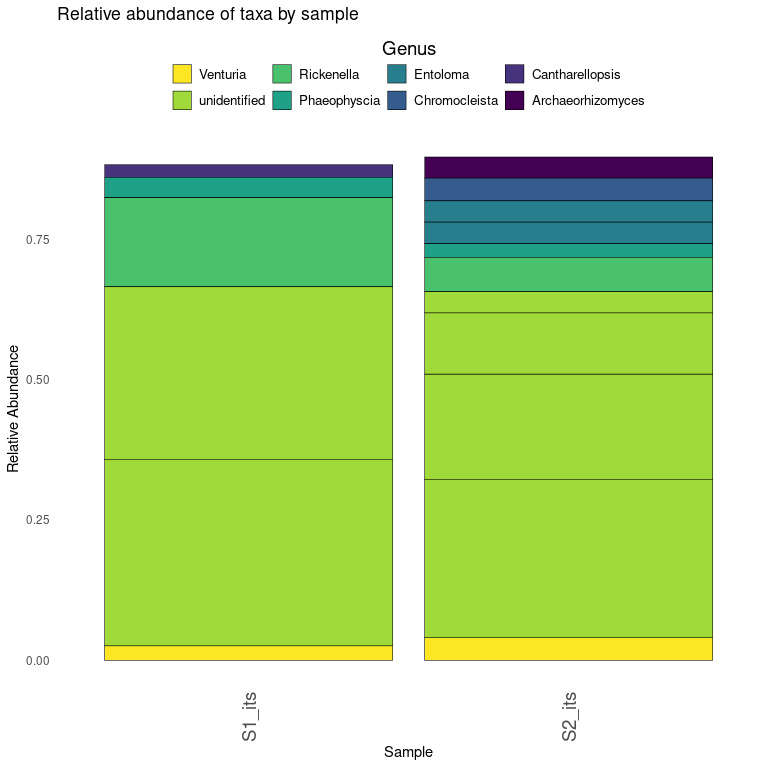 Relative abundance of taxa by sample
Genus
Venturia Rickenella Entoloma Cantharellopsis
unidentified Phaeophyscia Chromocleista Archaeorhizomyces
0.75
0.50
0.25
0.00
Relative Abundance
S1_its S2_its
Sample